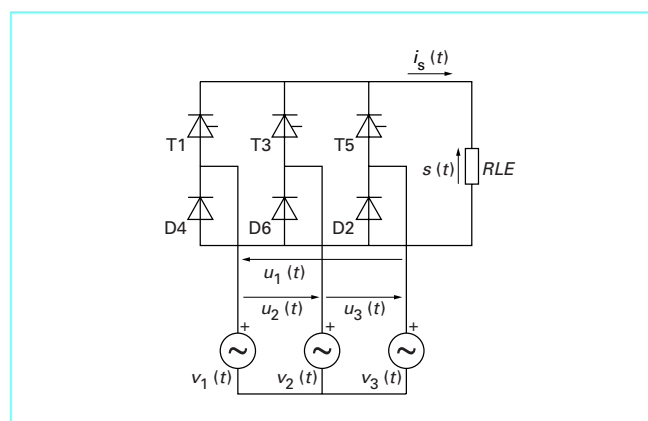 i_s (t)
T1 T3 T5
s (t) RLE
D4 D6 D2
u_1 (t)
u_2 (t) u_3 (t)
+ + +
~ ~ ~
v_1 (t) v_2 (t) v_3 (t)